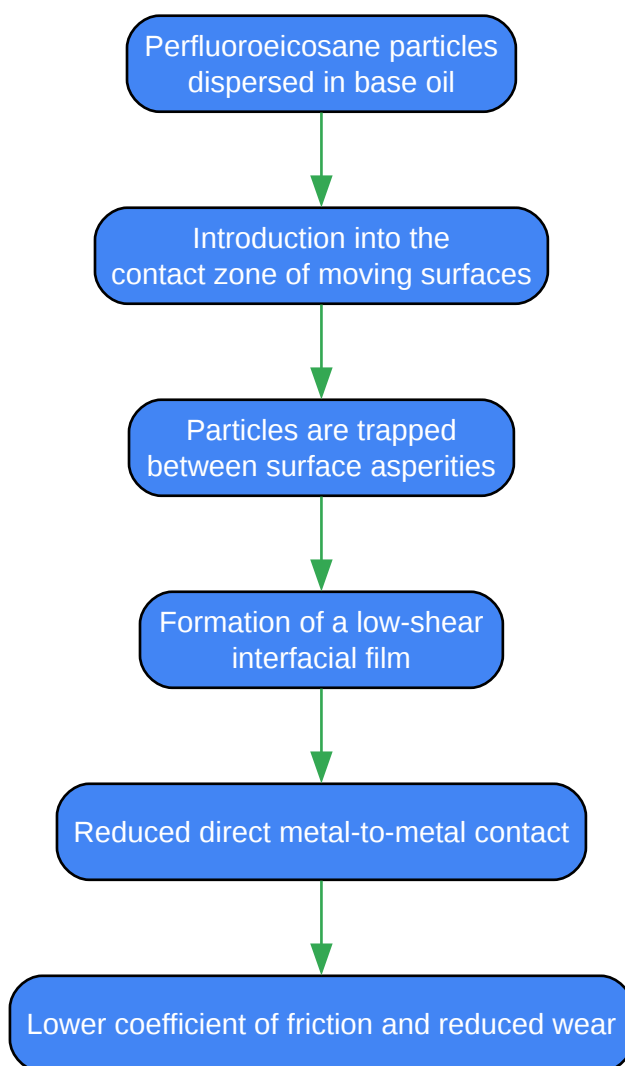 Perfluoroeicosane particles
dispersed in base oil
Introduction into the
contact zone of moving surfaces
Particles are trapped
between surface asperities
Formation of a low-shear
interfacial film
Reduced direct metal-to-metal contact
Lower coefficient of friction and reduced wear